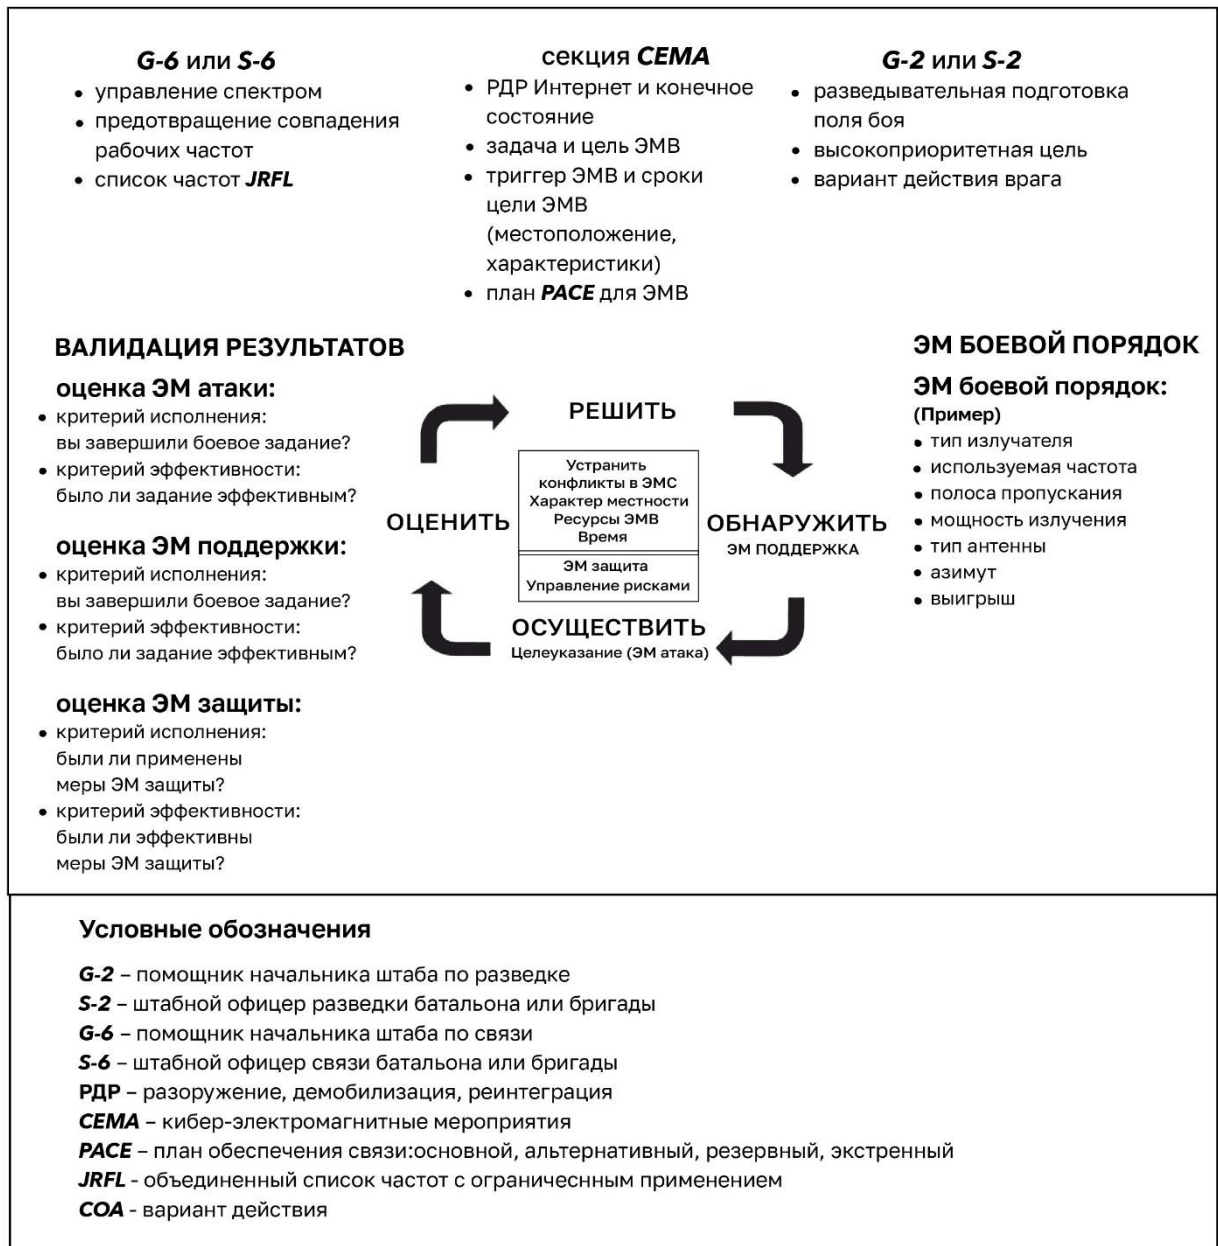 G-6 или S-6
• управление спектром
• предотвращение совпадения
рабочих частот
• список частот JRFL
секция CEMA
• РДР Интернет и конечное
состояние
• задача и цель ЭМВ
• триггер ЭМВ и сроки
цели ЭМВ
(местоположение,
характеристики)
• план PACE для ЭМВ
G-2 или S-2
• разведывательная подготовка
поля боя
• высокоприоритетная цель
• вариант действия врага
ВАЛИДАЦИЯ РЕЗУЛЬТАТОВ
оценка ЭМ атаки:
• критерий исполнения:
вы завершили боевое задание?
• критерий эффективности:
было ли задание эффективным?
оценка ЭМ поддержки:
• критерий исполнения:
вы завершили боевое задание?
• критерий эффективности:
было ли задание эффективным?
оценка ЭМ защиты:
• критерий исполнения:
были ли применены
меры ЭМ защиты?
• критерий эффективности:
были ли эффективны
меры ЭМ защиты?
РЕШИТЬ
Устранить
конфликты в ЭМС
Характер местности
Ресурсы ЭМВ
Время
ЭМ защита
Управление рисками
ОЦЕНИТЬ
ОБНАРУЖИТЬ
ЭМ ПОДДЕРЖКА
ОСУЩЕСТВИТЬ
Целеуказание (ЭМ атака)
ЭМ БОЕВОЙ ПОРЯДОК
ЭМ боевой порядок:
(Пример)
• тип излучателя
• используемая частота
• полоса пропускания
• мощность излучения
• тип антенны
• азимут
• выигрыш
Условные обозначения
G-2 – помощник начальника штаба по разведке
S-2 – штабной офицер разведки батальона или бригады
G-6 – помощник начальника штаба по связи
S-6 – штабной офицер связи батальона или бригады
РДР – разоружение, демобилизация, реинтеграция
CEMA – кибер-электромагнитные мероприятия
PACE – план обеспечения связи:основной, альтернативный, резервный, экстренный
JRFL - объединенный список частот с ограничесннным применением
COA - вариант действия